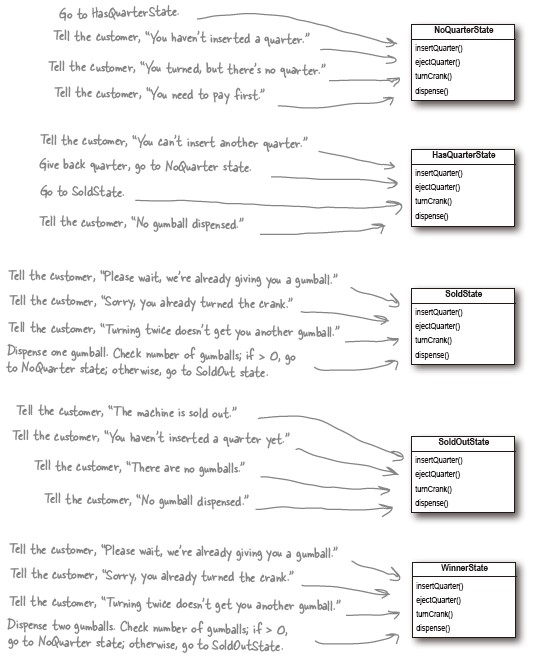 Go to HasQuarterState.
Tell the customer, "You haven't inserted a quarter."
Tell the customer, "You turned, but there's no quarter."
Tell the customer, "You need to pay first."
NoQuarterState
insertQuarter()
ejectQuarter()
turnCrank()
dispense()
Tell the customer, "You can't insert another quarter."
Give back quarter, go to NoQuarter state.
Go to SoldState.
Tell the customer, "No gumball dispensed."
HasQuarterState
insertQuarter()
ejectQuarter()
turnCrank()
dispense()
Tell the customer, "Please wait, we're already giving you a gumball."
Tell the customer, "Sorry, you already turned the crank."
Tell the customer, "Turning twice doesn't get you another gumball."
Dispense one gumball. Check number of gumballs; if > 0, go
to NoQuarter state; otherwise, go to SoldOut state.
SoldState
insertQuarter()
ejectQuarter()
turnCrank()
dispense()
Tell the customer, "The machine is sold out."
Tell the customer, "You haven't inserted a quarter yet."
Tell the customer, "There are no gumballs."
Tell the customer, "No gumball dispensed."
SoldOutState
insertQuarter()
ejectQuarter()
turnCrank()
dispense()
Tell the customer, "Please wait, we're already giving you a gumball."
Tell the customer, "Sorry, you already turned the crank."
Tell the customer, "Turning twice doesn't get you another gumball."
Dispense two gumballs. Check number of gumballs; if > 0,
go to NoQuarter state; otherwise, go to SoldOutState.
WinnerState
insertQuarter()
ejectQuarter()
turnCrank()
dispense()